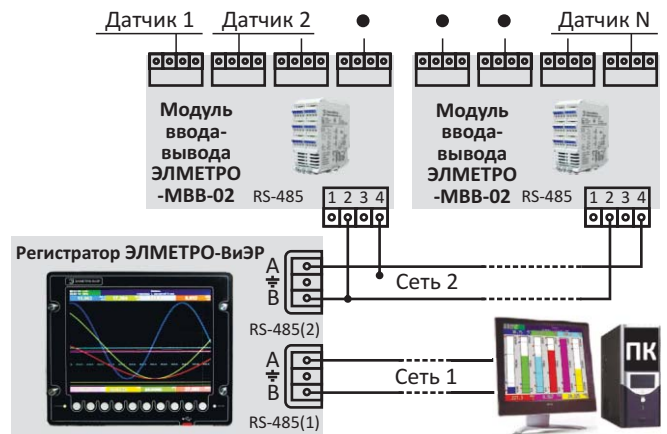 Датчик 1 Датчик 2 Датчик N
Модуль
ввода-
вывода
ЭЛМЕТРО
-МВВ-02 RS-485 1 2 3 4
Модуль
ввода-
вывода
ЭЛМЕТРО
-МВВ-02 RS-485 1 2 3 4
Регистратор ЭЛМЕТРО-ВиЭР
A
B
RS-485(2)
Сеть 2
A
B
RS-485(1)
Сеть 1
ПК